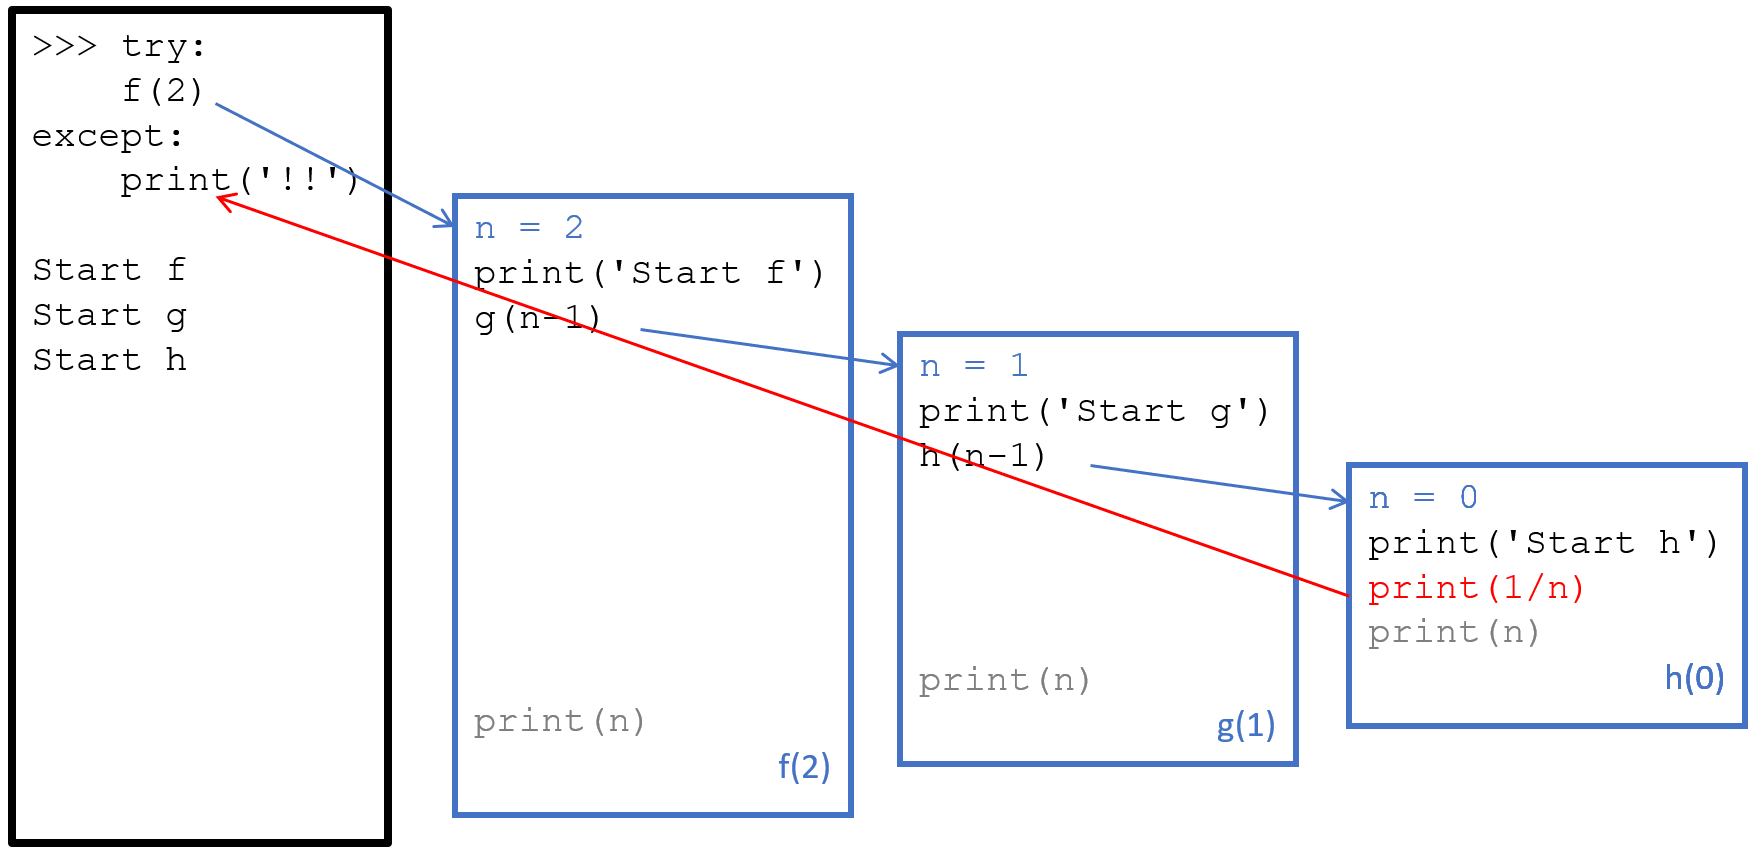 >>> try:
    f(2)
except:
    print('!!')
Start f
Start g
Start h
n = 2
print('Start f')
g(n-1)
print(n)
f(2)
n = 1
print('Start g')
h(n-1)
print(n)
g(1)
n = 0
print('Start h')
print(1/n)
print(n)
h(0)